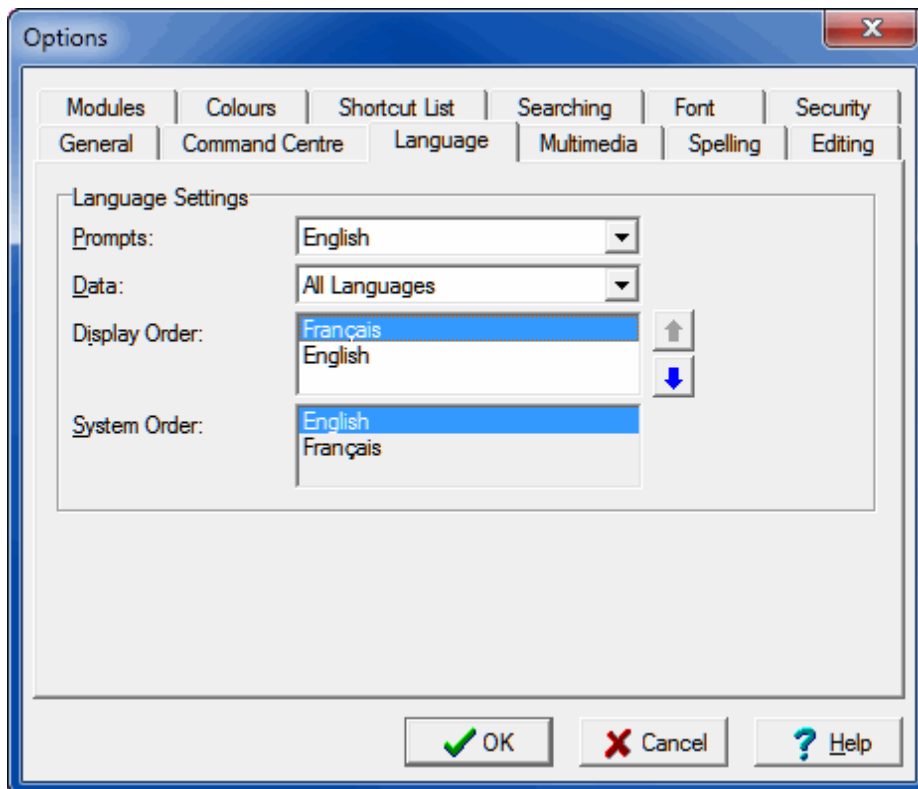 Options
Modules Colours Shortcut List Searching Font Security
General Command Centre Language Multimedia Spelling Editing
Language Settings
Prompts: English
Data: All Languages
Display Order: Français
English
System Order: English
Français
OK Cancel Help